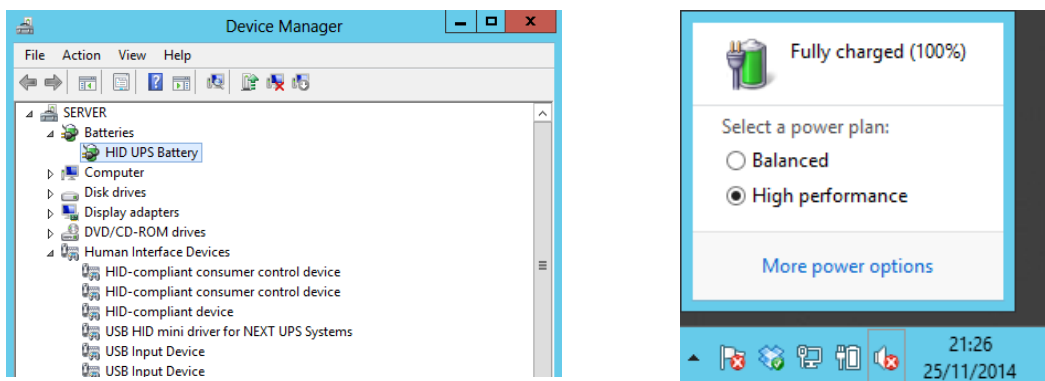 Device Manager
File Action View Help
SERVER
Batteries
HID UPS Battery
Computer
Disk drives
Display adapters
DVD/CD-ROM drives
Human Interface Devices
HID-compliant consumer control device
HID-compliant consumer control device
HID-compliant device
USB HID mini driver for NEXT UPS Systems
USB Input Device
USB Input Device
Fully charged (100%)
Select a power plan:
Balanced
High performance
More power options
21:26
25/11/2014